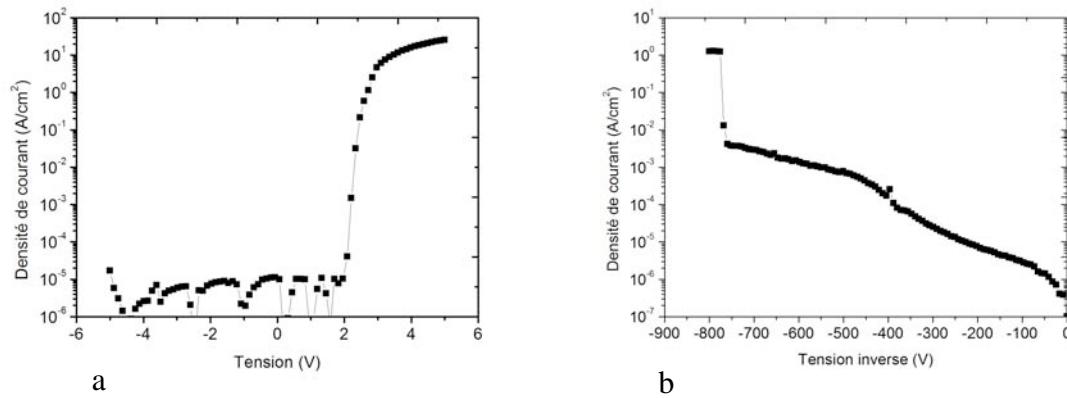 Densité de courant (A/cm²)
10²
10¹
10⁰
10⁻¹
10⁻²
10⁻³
10⁻⁴
10⁻⁵
10⁻⁶
-6 -4 -2 0 2 4 6
Tension (V)
a
Densité de courant (A/cm²)
10¹
10⁰
10⁻¹
10⁻²
10⁻³
10⁻⁴
10⁻⁵
10⁻⁶
10⁻⁷
-900 -800 -700 -600 -500 -400 -300 -200 -100 0
Tension inverse (V)
b